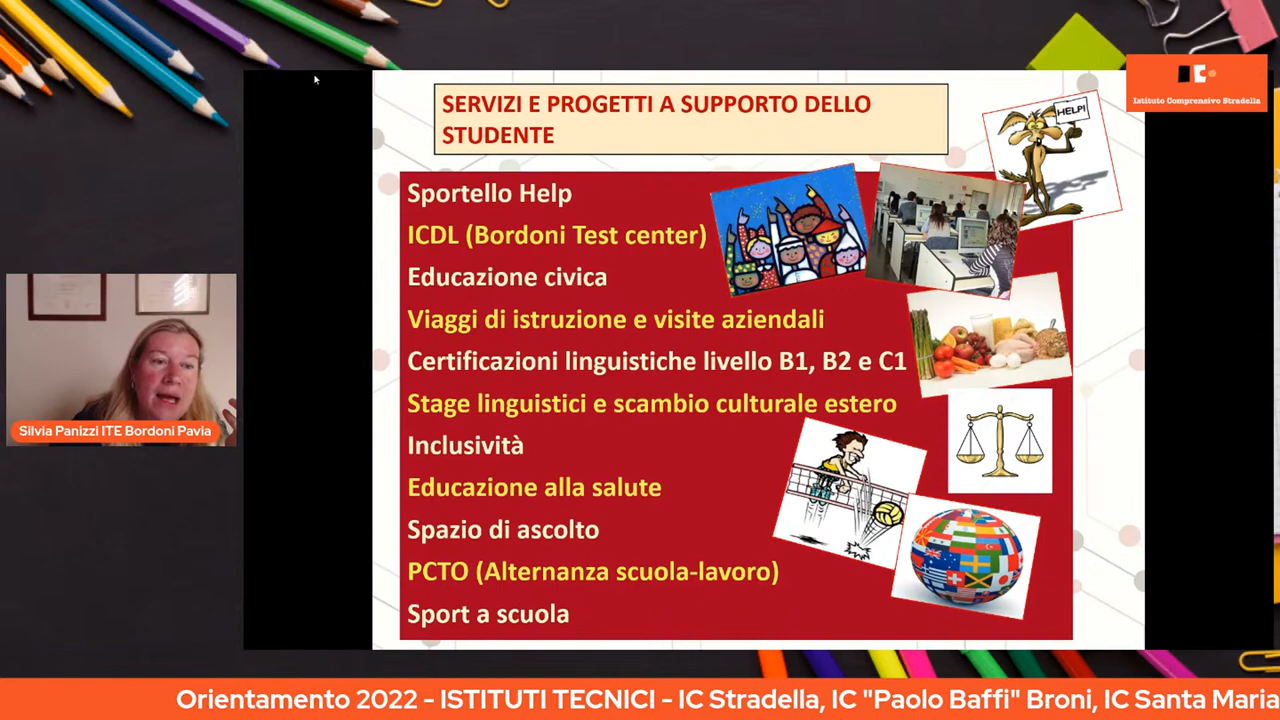 Istituto Comprensivo Stradella
SERVIZI E PROGETTI A SUPPORTO DELLO
STUDENTE
HELP!
Sportello Help
ICDL (Bordoni Test center)
Educazione civica
Viaggi di istruzione e visite aziendali
Certificazioni linguistiche livello B1, B2 e C1
Stage linguistici e scambio culturale estero
Inclusività
Educazione alla salute
Spazio di ascolto
PCTO (Alternanza scuola-lavoro)
Sport a scuola
Silvia Panizzi ITE Bordoni Pavia
Orientamento 2022 - ISTITUTI TECNICI - IC Stradella, IC "Paolo Baffi" Broni, IC Santa Maria